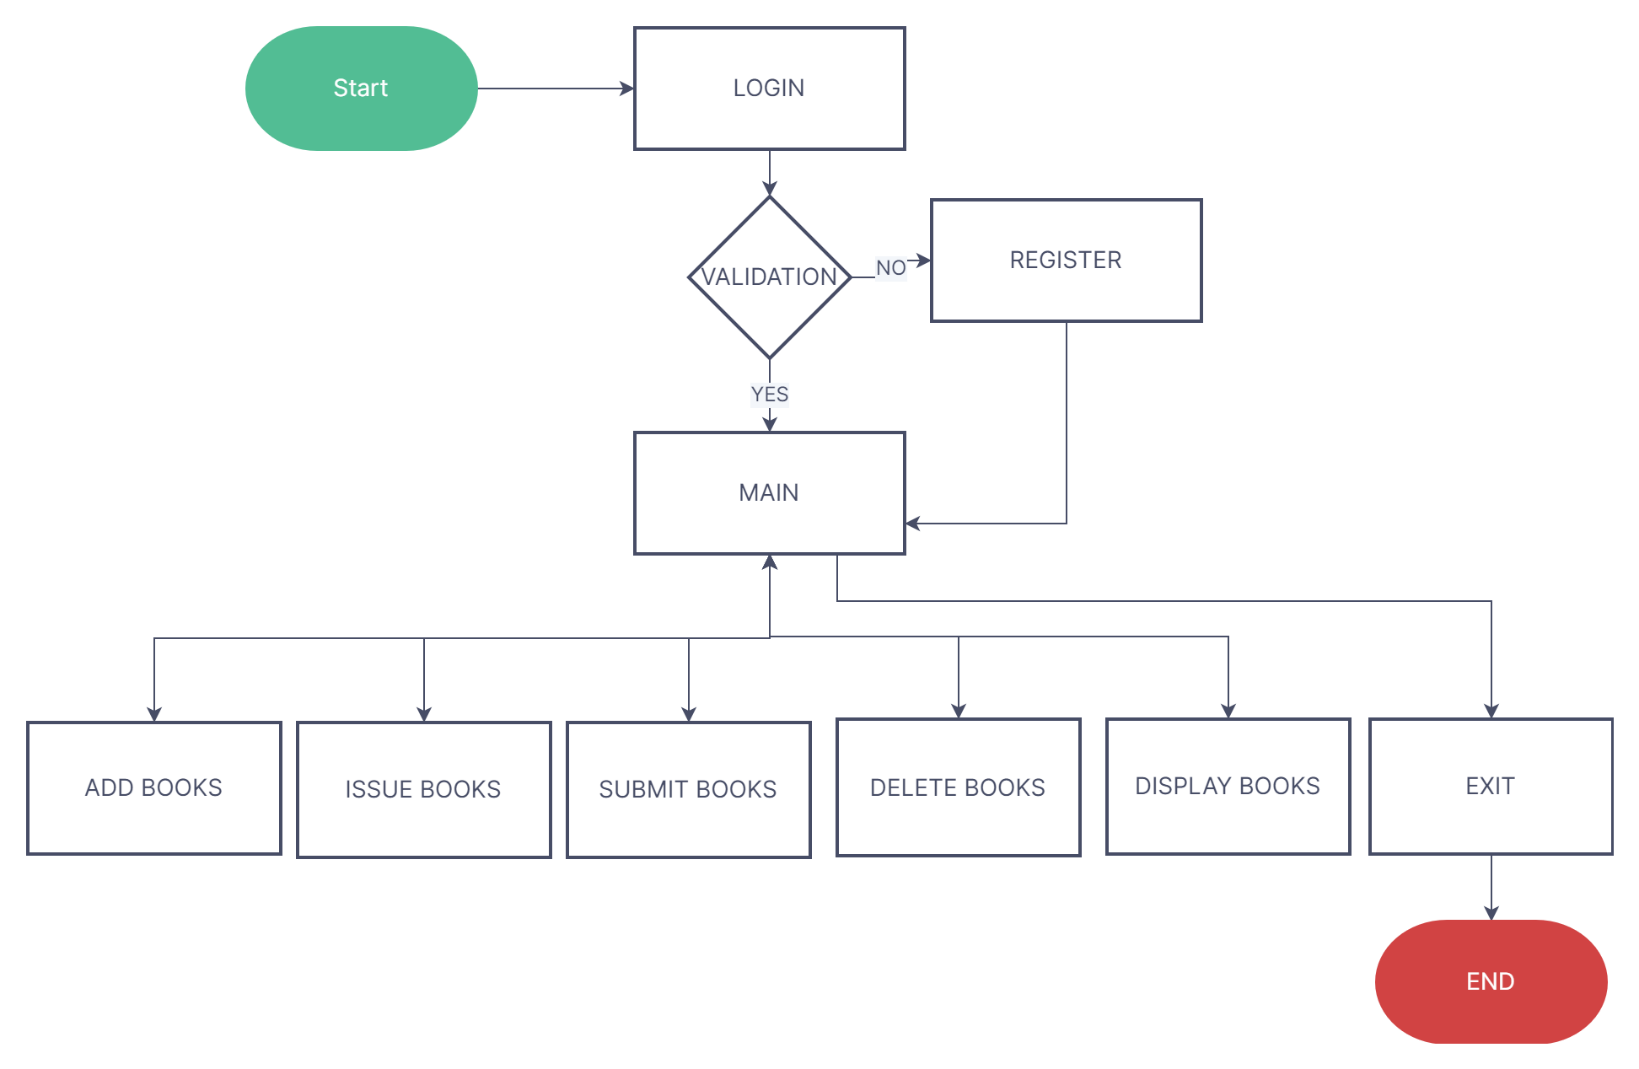 Start
LOGIN
VALIDATION
NO
REGISTER
YES
MAIN
ADD BOOKS
ISSUE BOOKS
SUBMIT BOOKS
DELETE BOOKS
DISPLAY BOOKS
EXIT
END